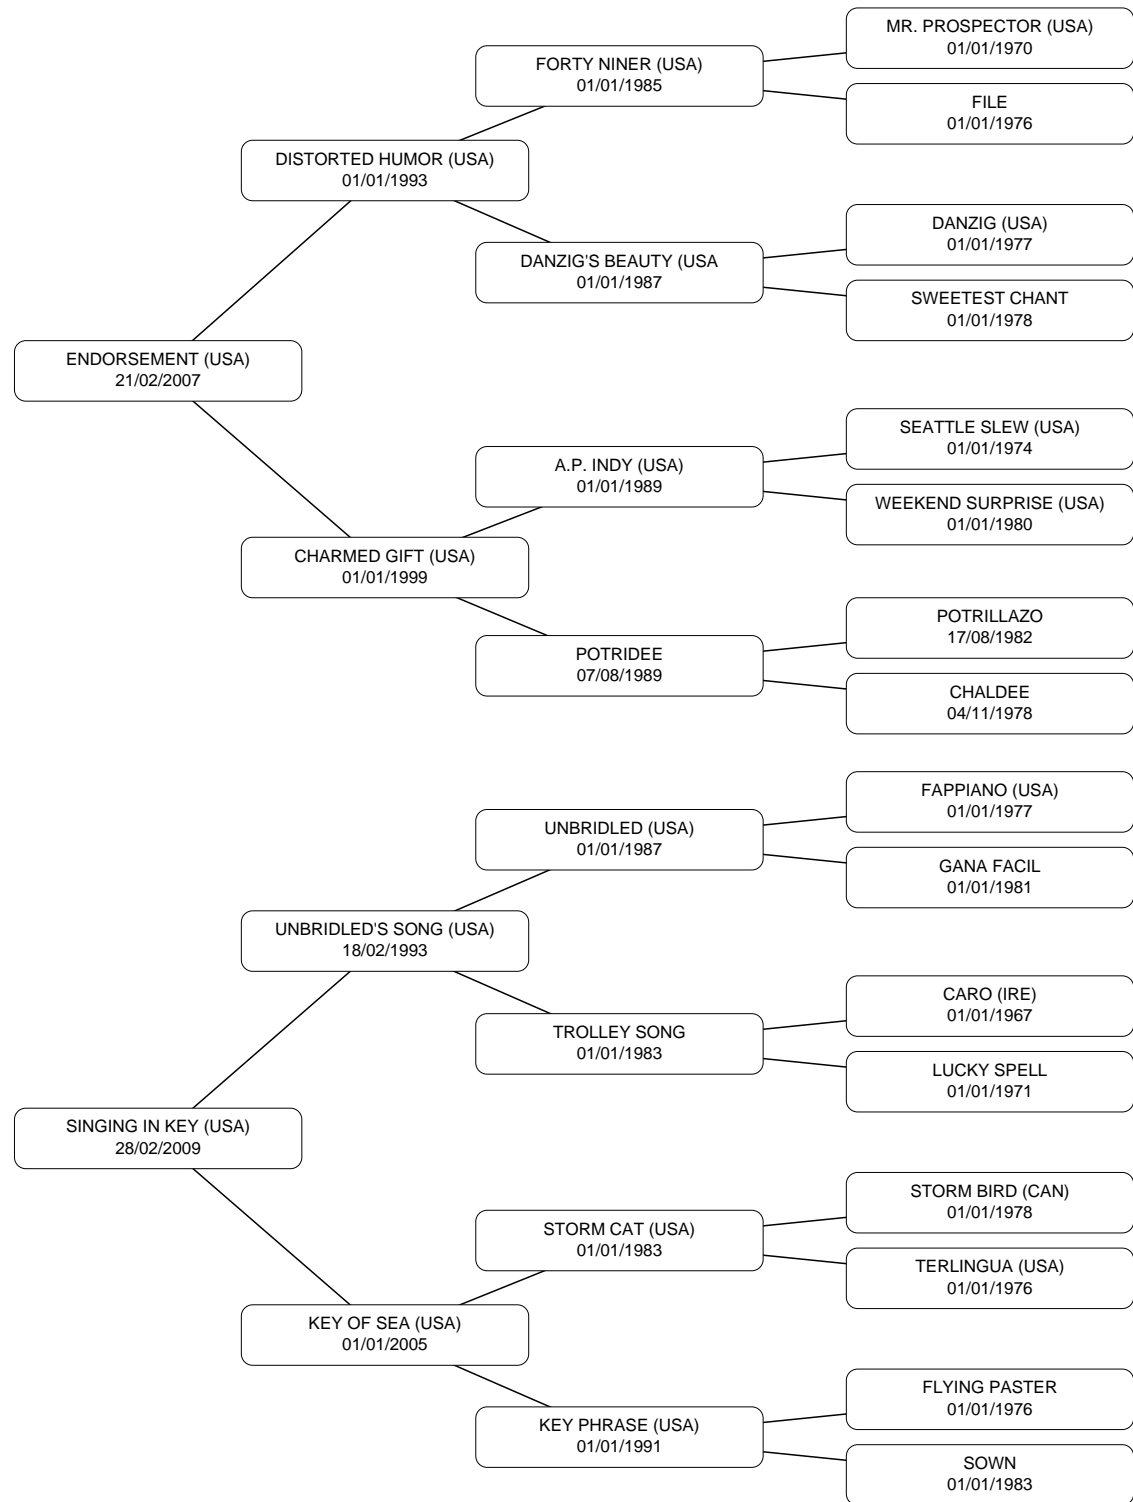 MR. PROSPECTOR (USA)
01/01/1970
FORTY NINER (USA)
01/01/1985
FILE
01/01/1976
DISTORTED HUMOR (USA)
01/01/1993
DANZIG (USA)
01/01/1977
DANZIG'S BEAUTY (USA
01/01/1987
SWEETEST CHANT
01/01/1978
ENDORSEMENT (USA)
21/02/2007
SEATTLE SLEW (USA)
01/01/1974
A.P. INDY (USA)
01/01/1989
WEEKEND SURPRISE (USA)
01/01/1980
CHARMED GIFT (USA)
01/01/1999
POTRILLAZO
17/08/1982
POTRIDEE
07/08/1989
CHALDEE
04/11/1978
FAPPIANO (USA)
01/01/1977
UNBRIDLED (USA)
01/01/1987
GANA FACIL
01/01/1981
UNBRIDLED'S SONG (USA)
18/02/1993
CARO (IRE)
01/01/1967
TROLLEY SONG
01/01/1983
LUCKY SPELL
01/01/1971
SINGING IN KEY (USA)
28/02/2009
STORM BIRD (CAN)
01/01/1978
STORM CAT (USA)
01/01/1983
TERLINGUA (USA)
01/01/1976
KEY OF SEA (USA)
01/01/2005
FLYING PASTER
01/01/1976
KEY PHRASE (USA)
01/01/1991
SOWN
01/01/1983